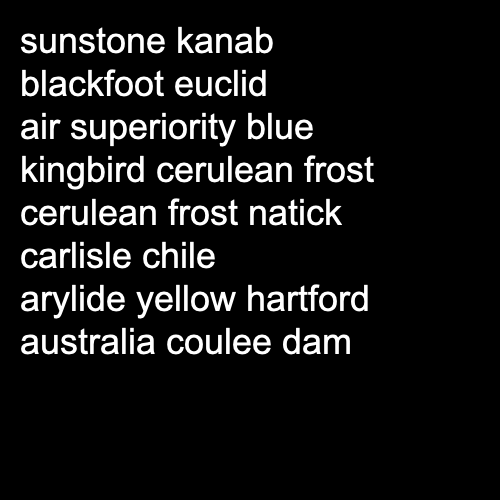 sunstone kanab
blackfoot euclid
air superiority blue
kingbird cerulean frost
cerulean frost natick
carlisle chile
arylide yellow hartford
australia coulee dam